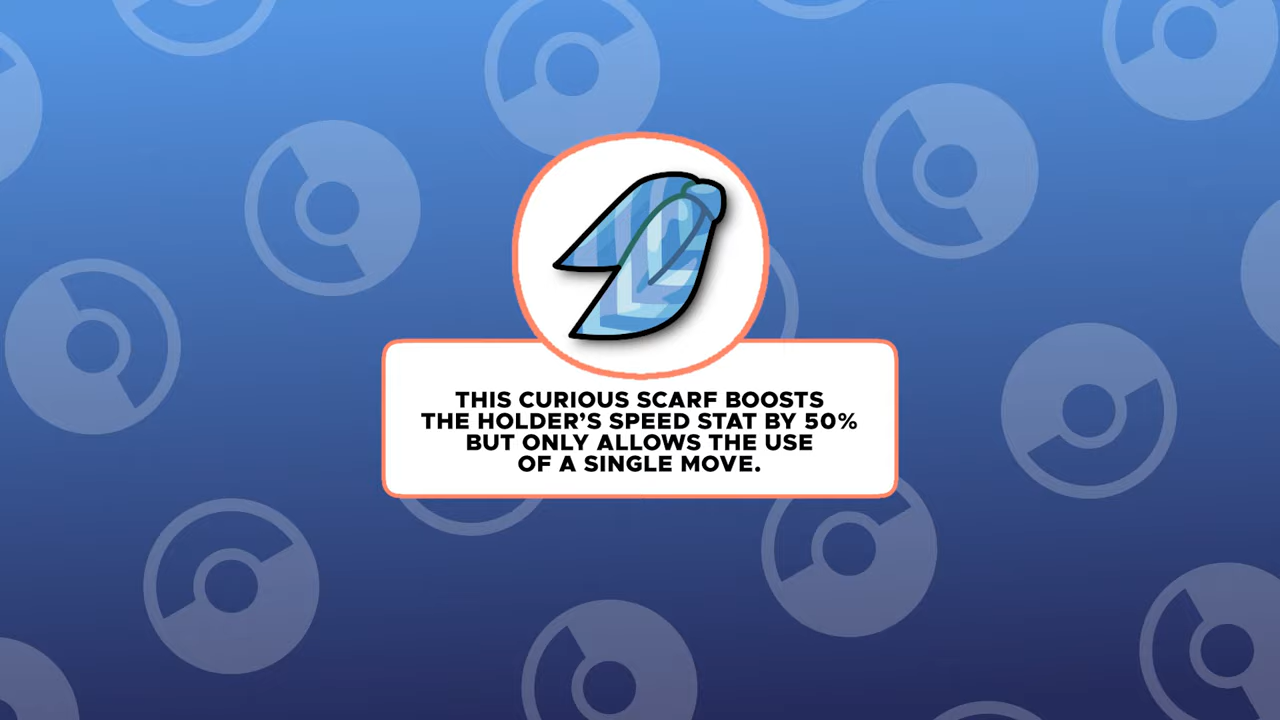 THIS CURIOUS SCARF BOOSTS
THE HOLDER’S SPEED STAT BY 50%
BUT ONLY ALLOWS THE USE
OF A SINGLE MOVE.